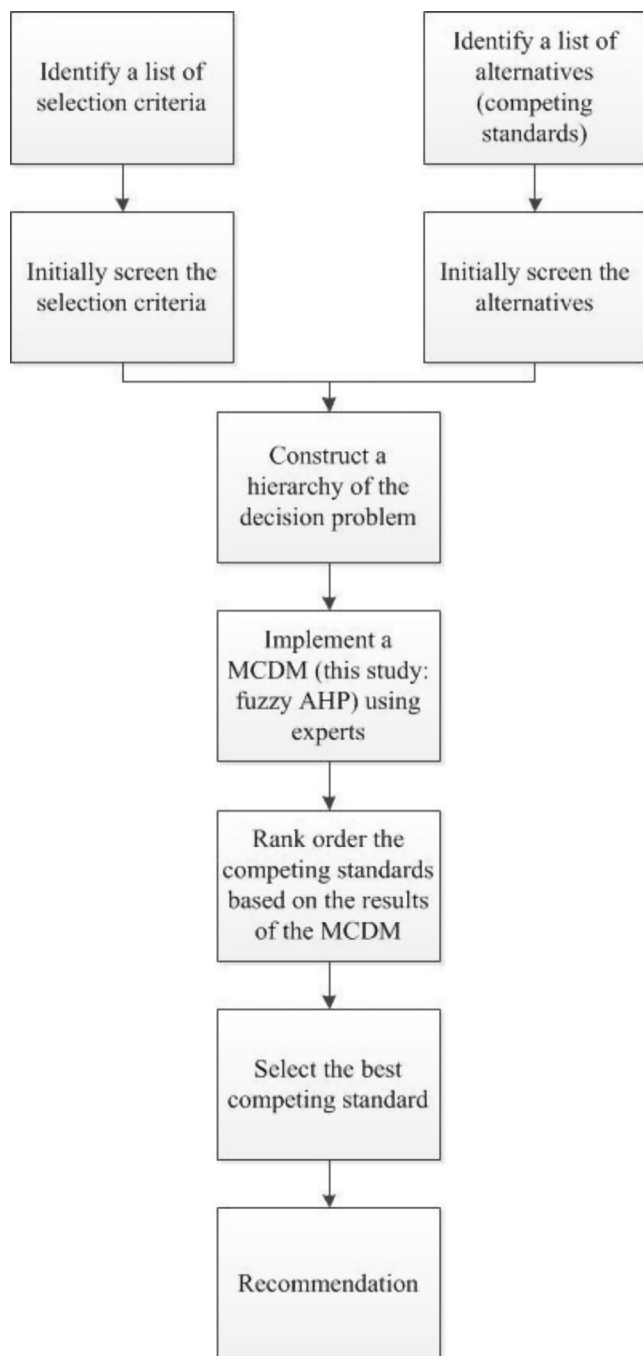 Identify a list of
selection criteria
Identify a list of
alternatives
(competing
standards)
Initially screen the
selection criteria
Initially screen the
alternatives
Construct a
hierarchy of the
decision problem
Implement a
MCDM (this study:
fuzzy AHP) using
experts
Rank order the
competing standards
based on the results
of the MCDM
Select the best
competing standard
Recommendation